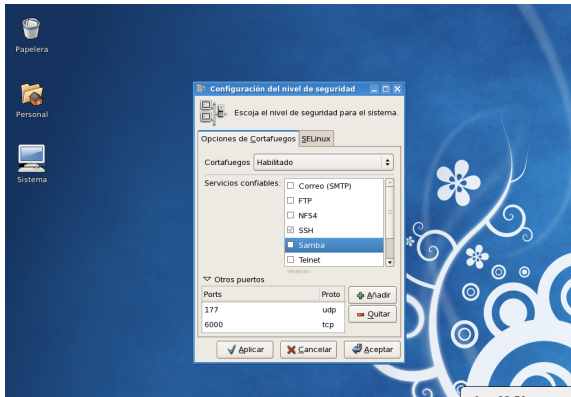 Papelera
Personal
Sistema
Configuración del nivel de seguridad
Escoja el nivel de seguridad para el sistema.
Opciones de Cortafuegos SELinux
Cortafuegos Habilitado
Servicios confiables:
Correo (SMTP)
FTP
NFS4
SSH
Samba
Telnet
Otros puertos
Ports Proto
177 udp
6000 tcp
Añadir
Quitar
Aplicar Cancelar Aceptar